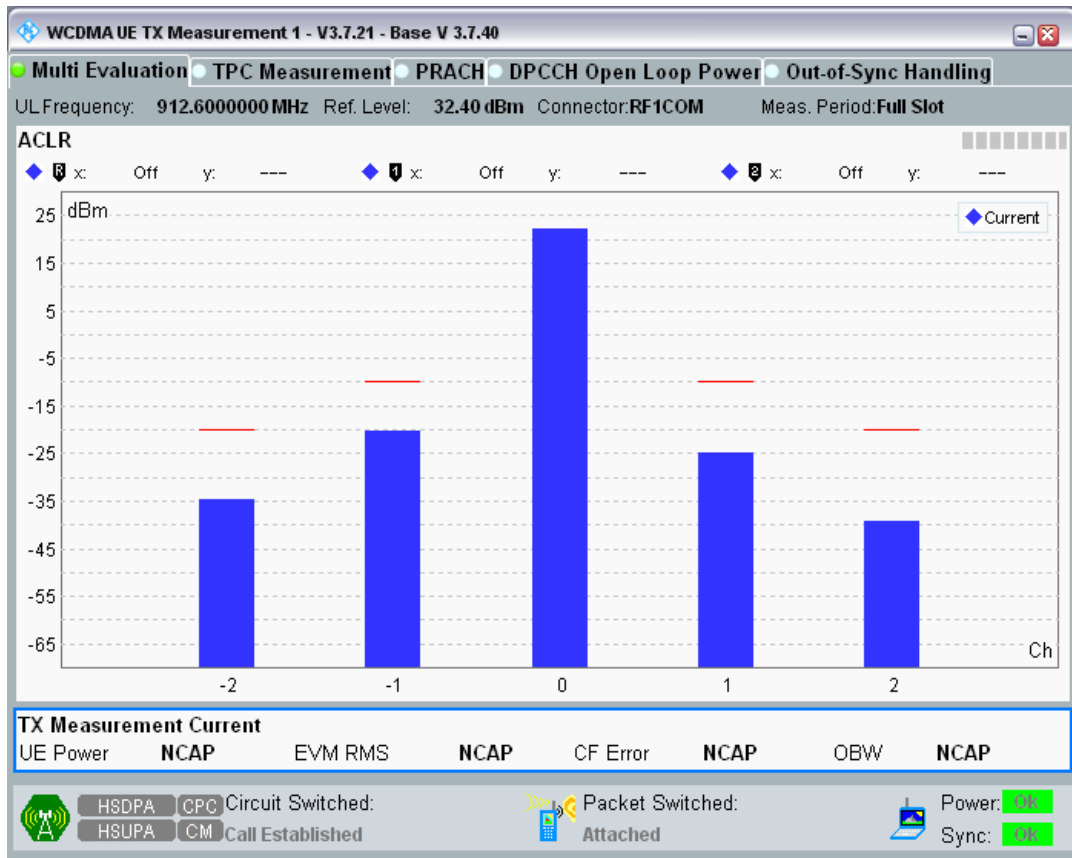 WCDMA UE TX Measurement 1 - V3.7.21 - Base V 3.7.40
Multi Evaluation TPC Measurement PRACH DPCCH Open Loop Power Out-of-Sync Handling
UL Frequency: 912.6000000 MHz Ref. Level: 32.40 dBm Connector:RF1COM Meas. Period:Full Slot
ACLR
R x: Off y: --- 1 x: Off y: --- 2 x: Off y: ---
dBm
Current
25
15
5
-5
-15
-25
-35
-45
-55
-65
Ch
-2 -1 0 1 2
TX Measurement Current
UE Power NCAP EVM RMS NCAP CF Error NCAP OBW NCAP
HSDPA CPC Circuit Switched: Packet Switched: Power: Ok
HSUPA CM Call Established Attached Sync: Ok